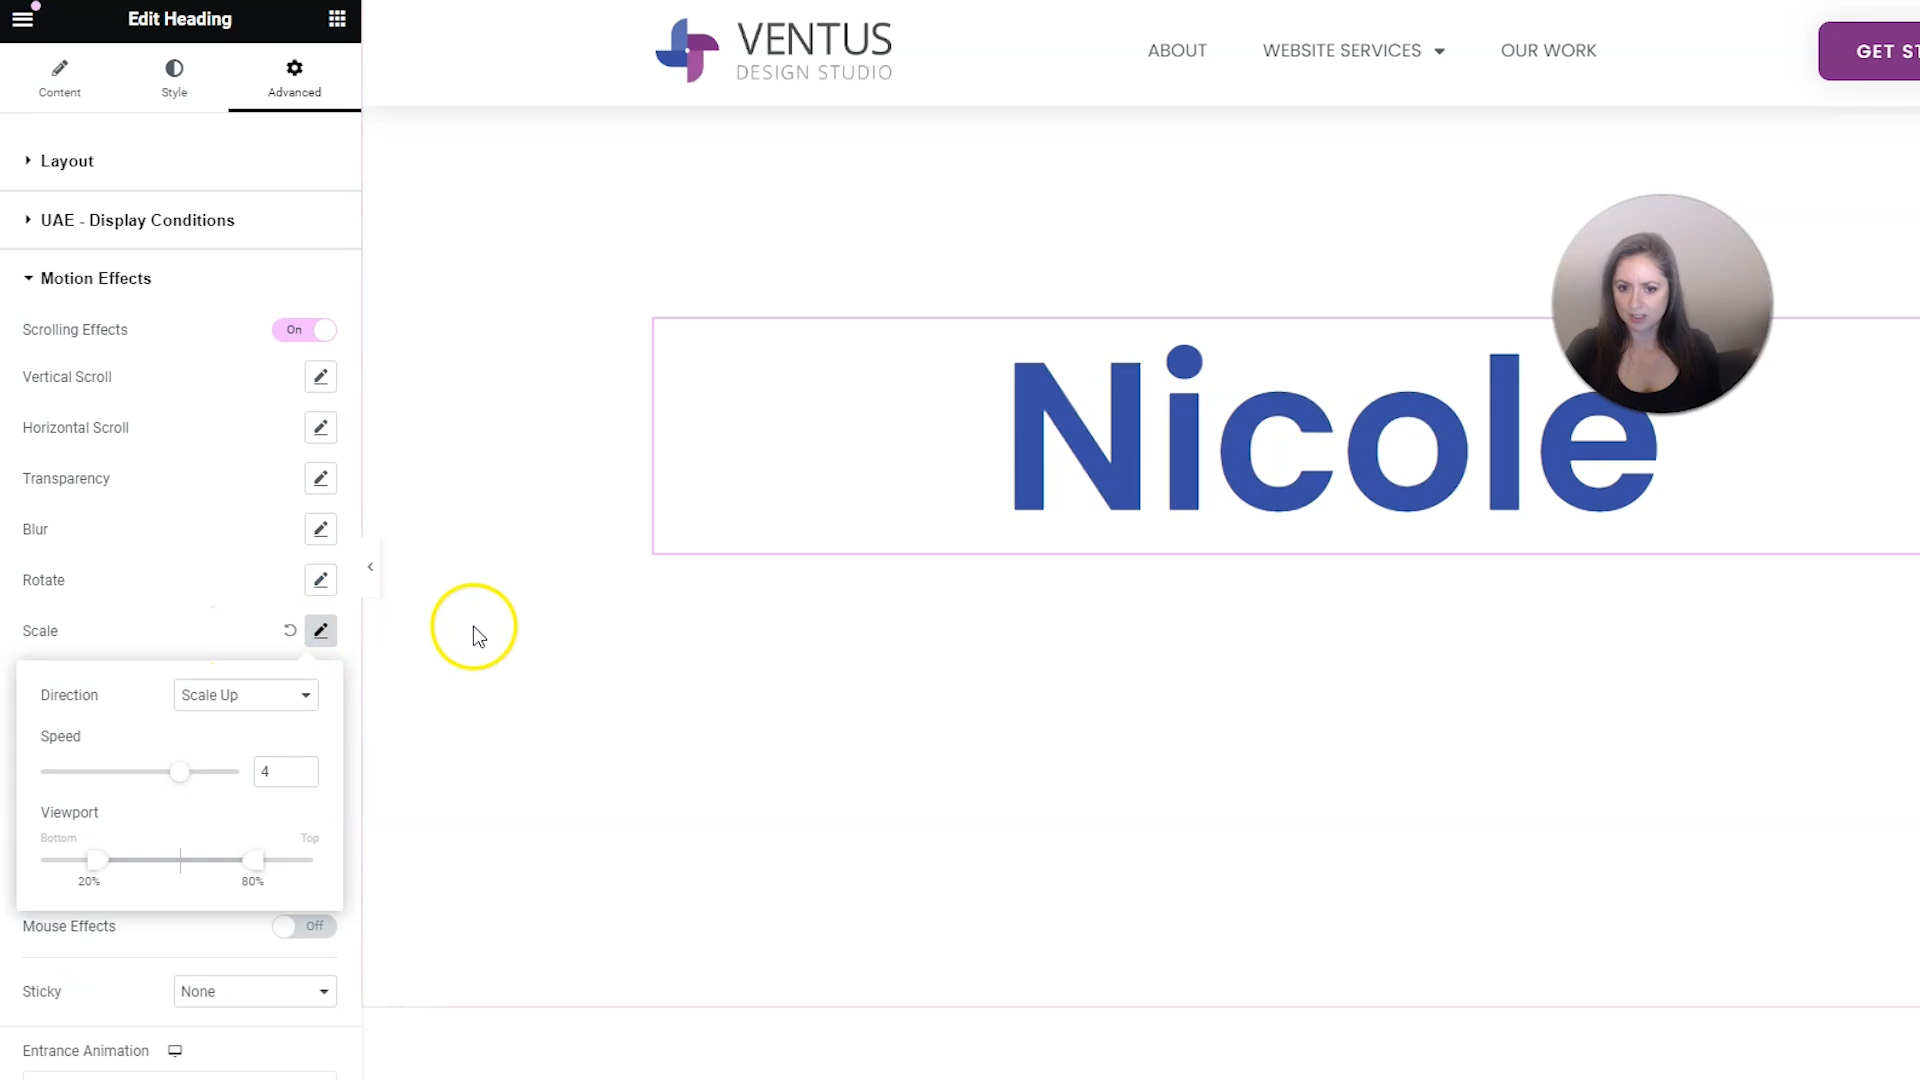 Edit Heading
Content
Style
Advanced
Layout
UAE - Display Conditions
Motion Effects
Scrolling Effects
On
Vertical Scroll
Horizontal Scroll
Transparency
Blur
Rotate
Scale
Direction
Scale Up
Speed
4
Viewport
Bottom
Top
20%
80%
Mouse Effects
Off
Sticky
None
Entrance Animation
VENTUS
DESIGN STUDIO
ABOUT
WEBSITE SERVICES
OUR WORK
GET ST
Nicole